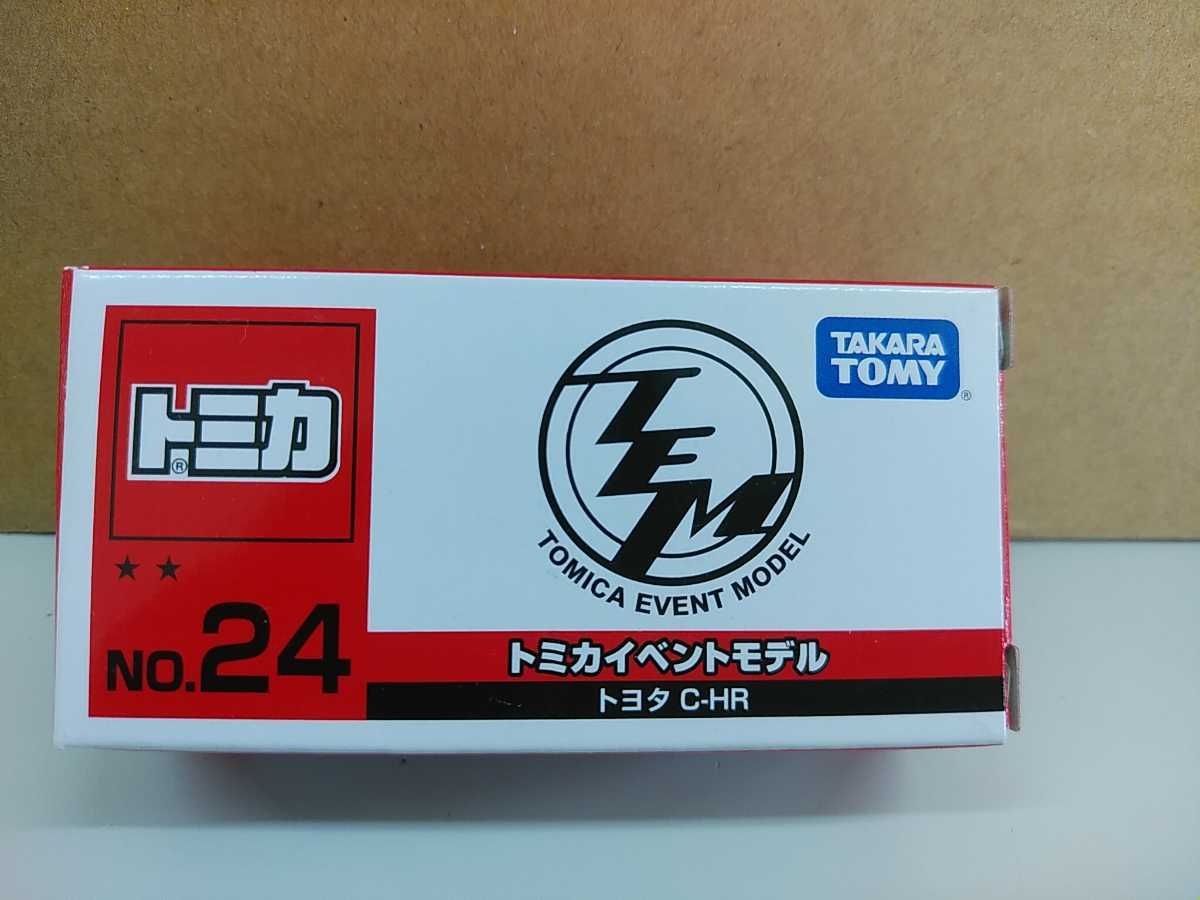 トミカ®
★★
NO.24
TEM
TOMICA EVENT MODEL
TAKARA
TOMY®
トミカイベントモデル
トヨタ C-HR